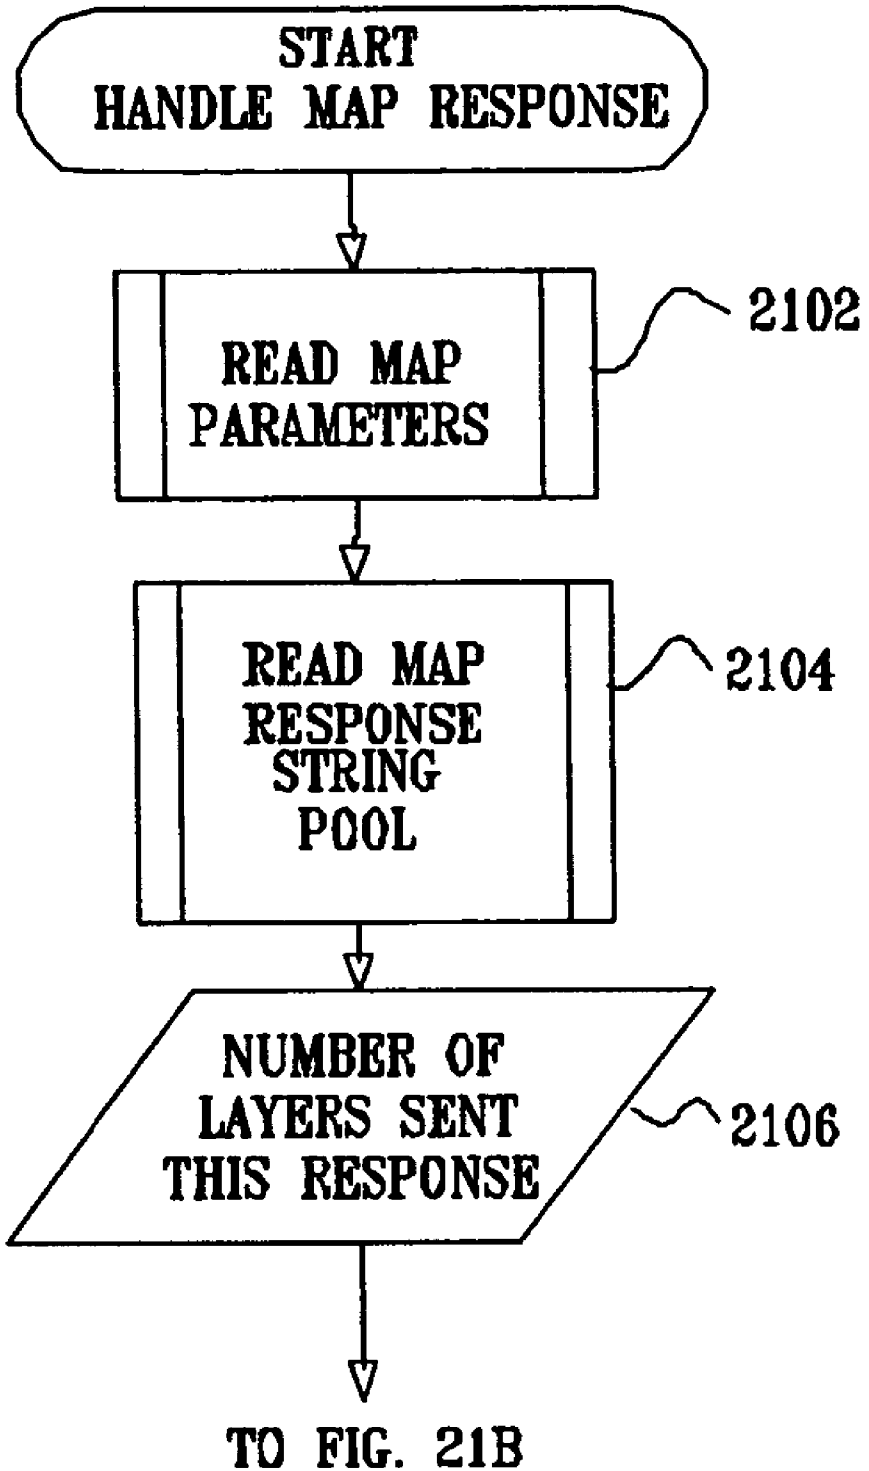 START
HANDLE MAP RESPONSE
2102
READ MAP
PARAMETERS
2104
READ MAP
RESPONSE
STRING
POOL
NUMBER OF
LAYERS SENT
THIS RESPONSE
2106
TO FIG. 21B